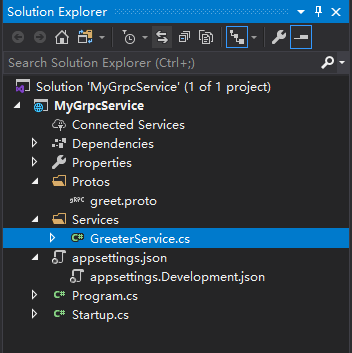 Solution Explorer
Search Solution Explorer (Ctrl+;)
Solution 'MyGrpcService' (1 of 1 project)
MyGrpcService
Connected Services
Dependencies
Properties
Protos
gRPC greet.proto
Services
C# GreeterService.cs
appsettings.json
appsettings.Development.json
C# Program.cs
C# Startup.cs